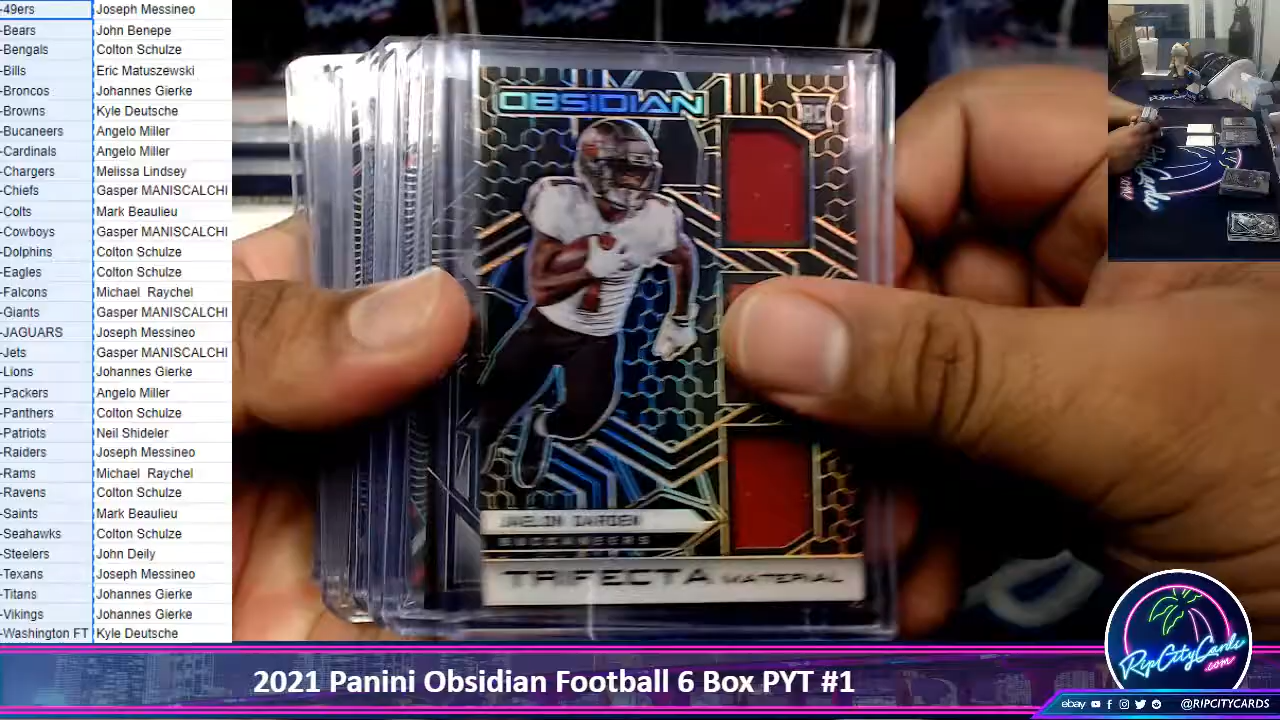 -49ers Joseph Messineo
-Bears John Benepe
-Bengals Colton Schulze
-Bills Eric Matuszewski
-Broncos Johannes Gierke
-Browns Kyle Deutsche
-Bucaneers Angelo Miller
-Cardinals Angelo Miller
-Chargers Melissa Lindsey
-Chiefs Gasper MANISCALCHI
-Colts Mark Beaulieu
-Cowboys Gasper MANISCALCHI
-Dolphins Colton Schulze
-Eagles Colton Schulze
-Falcons Michael Raychel
-Giants Gasper MANISCALCHI
-JAGUARS Joseph Messineo
-Jets Gasper MANISCALCHI
-Lions Johannes Gierke
-Packers Angelo Miller
-Panthers Colton Schulze
-Patriots Neil Shideler
-Raiders Joseph Messineo
-Rams Michael Raychel
-Ravens Colton Schulze
-Saints Mark Beaulieu
-Seahawks Colton Schulze
-Steelers John Deily
-Texans Joseph Messineo
-Titans Johannes Gierke
-Vikings Johannes Gierke
-Washington FT Kyle Deutsche
OBSIDIAN
RC
JAELIN DARDEN
BUCCANEERS
TRIFECTA MATERIAL
2021 Panini Obsidian Football 6 Box PYT #1
RipCityCards
.com
ebay @RIPCITYCARDS